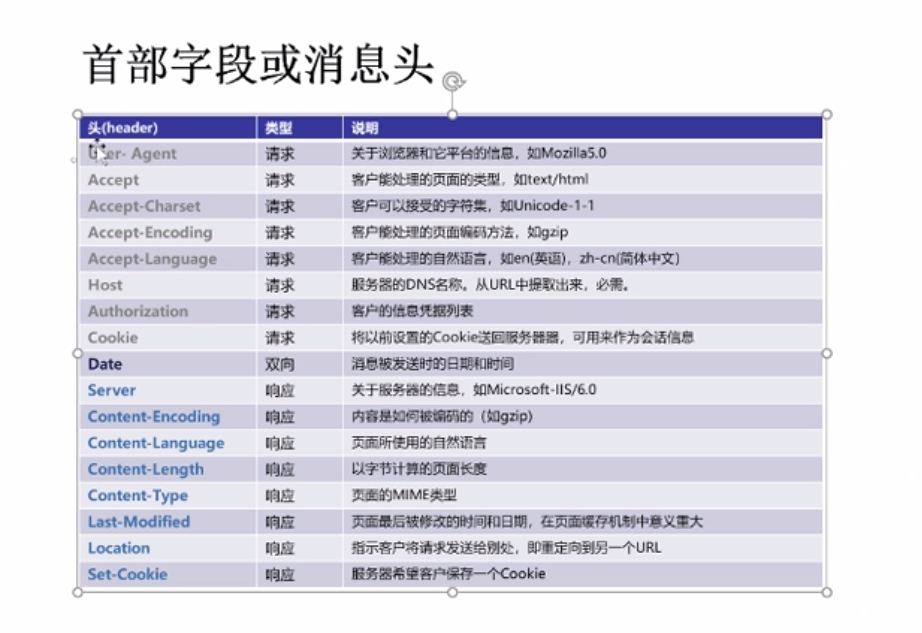 首部字段或消息头
头(header) 类型 说明
User- Agent 请求 关于浏览器和它平台的信息，如Mozilla5.0
Accept 请求 客户能处理的页面的类型，如text/html
Accept-Charset 请求 客户可以接受的字符集，如Unicode-1-1
Accept-Encoding 请求 客户能处理的页面编码方法，如gzip
Accept-Language 请求 客户能处理的自然语言，如en(英语)，zh-cn(简体中文)
Host 请求 服务器的DNS名称。从URL中提取出来，必需。
Authorization 请求 客户的信息凭据列表
Cookie 请求 将以前设置的Cookie送回服务器器，可用来作为会话信息
Date 双向 消息被发送时的日期和时间
Server 响应 关于服务器的信息，如Microsoft-IIS/6.0
Content-Encoding 响应 内容是如何被编码的（如gzip)
Content-Language 响应 页面所使用的自然语言
Content-Length 响应 以字节计算的页面长度
Content-Type 响应 页面的MIME类型
Last-Modified 响应 页面最后被修改的时间和日期，在页面缓存机制中意义重大
Location 响应 指示客户将请求发送给别处，即重定向到另一个URL
Set-Cookie 响应 服务器希望客户保存一个Cookie